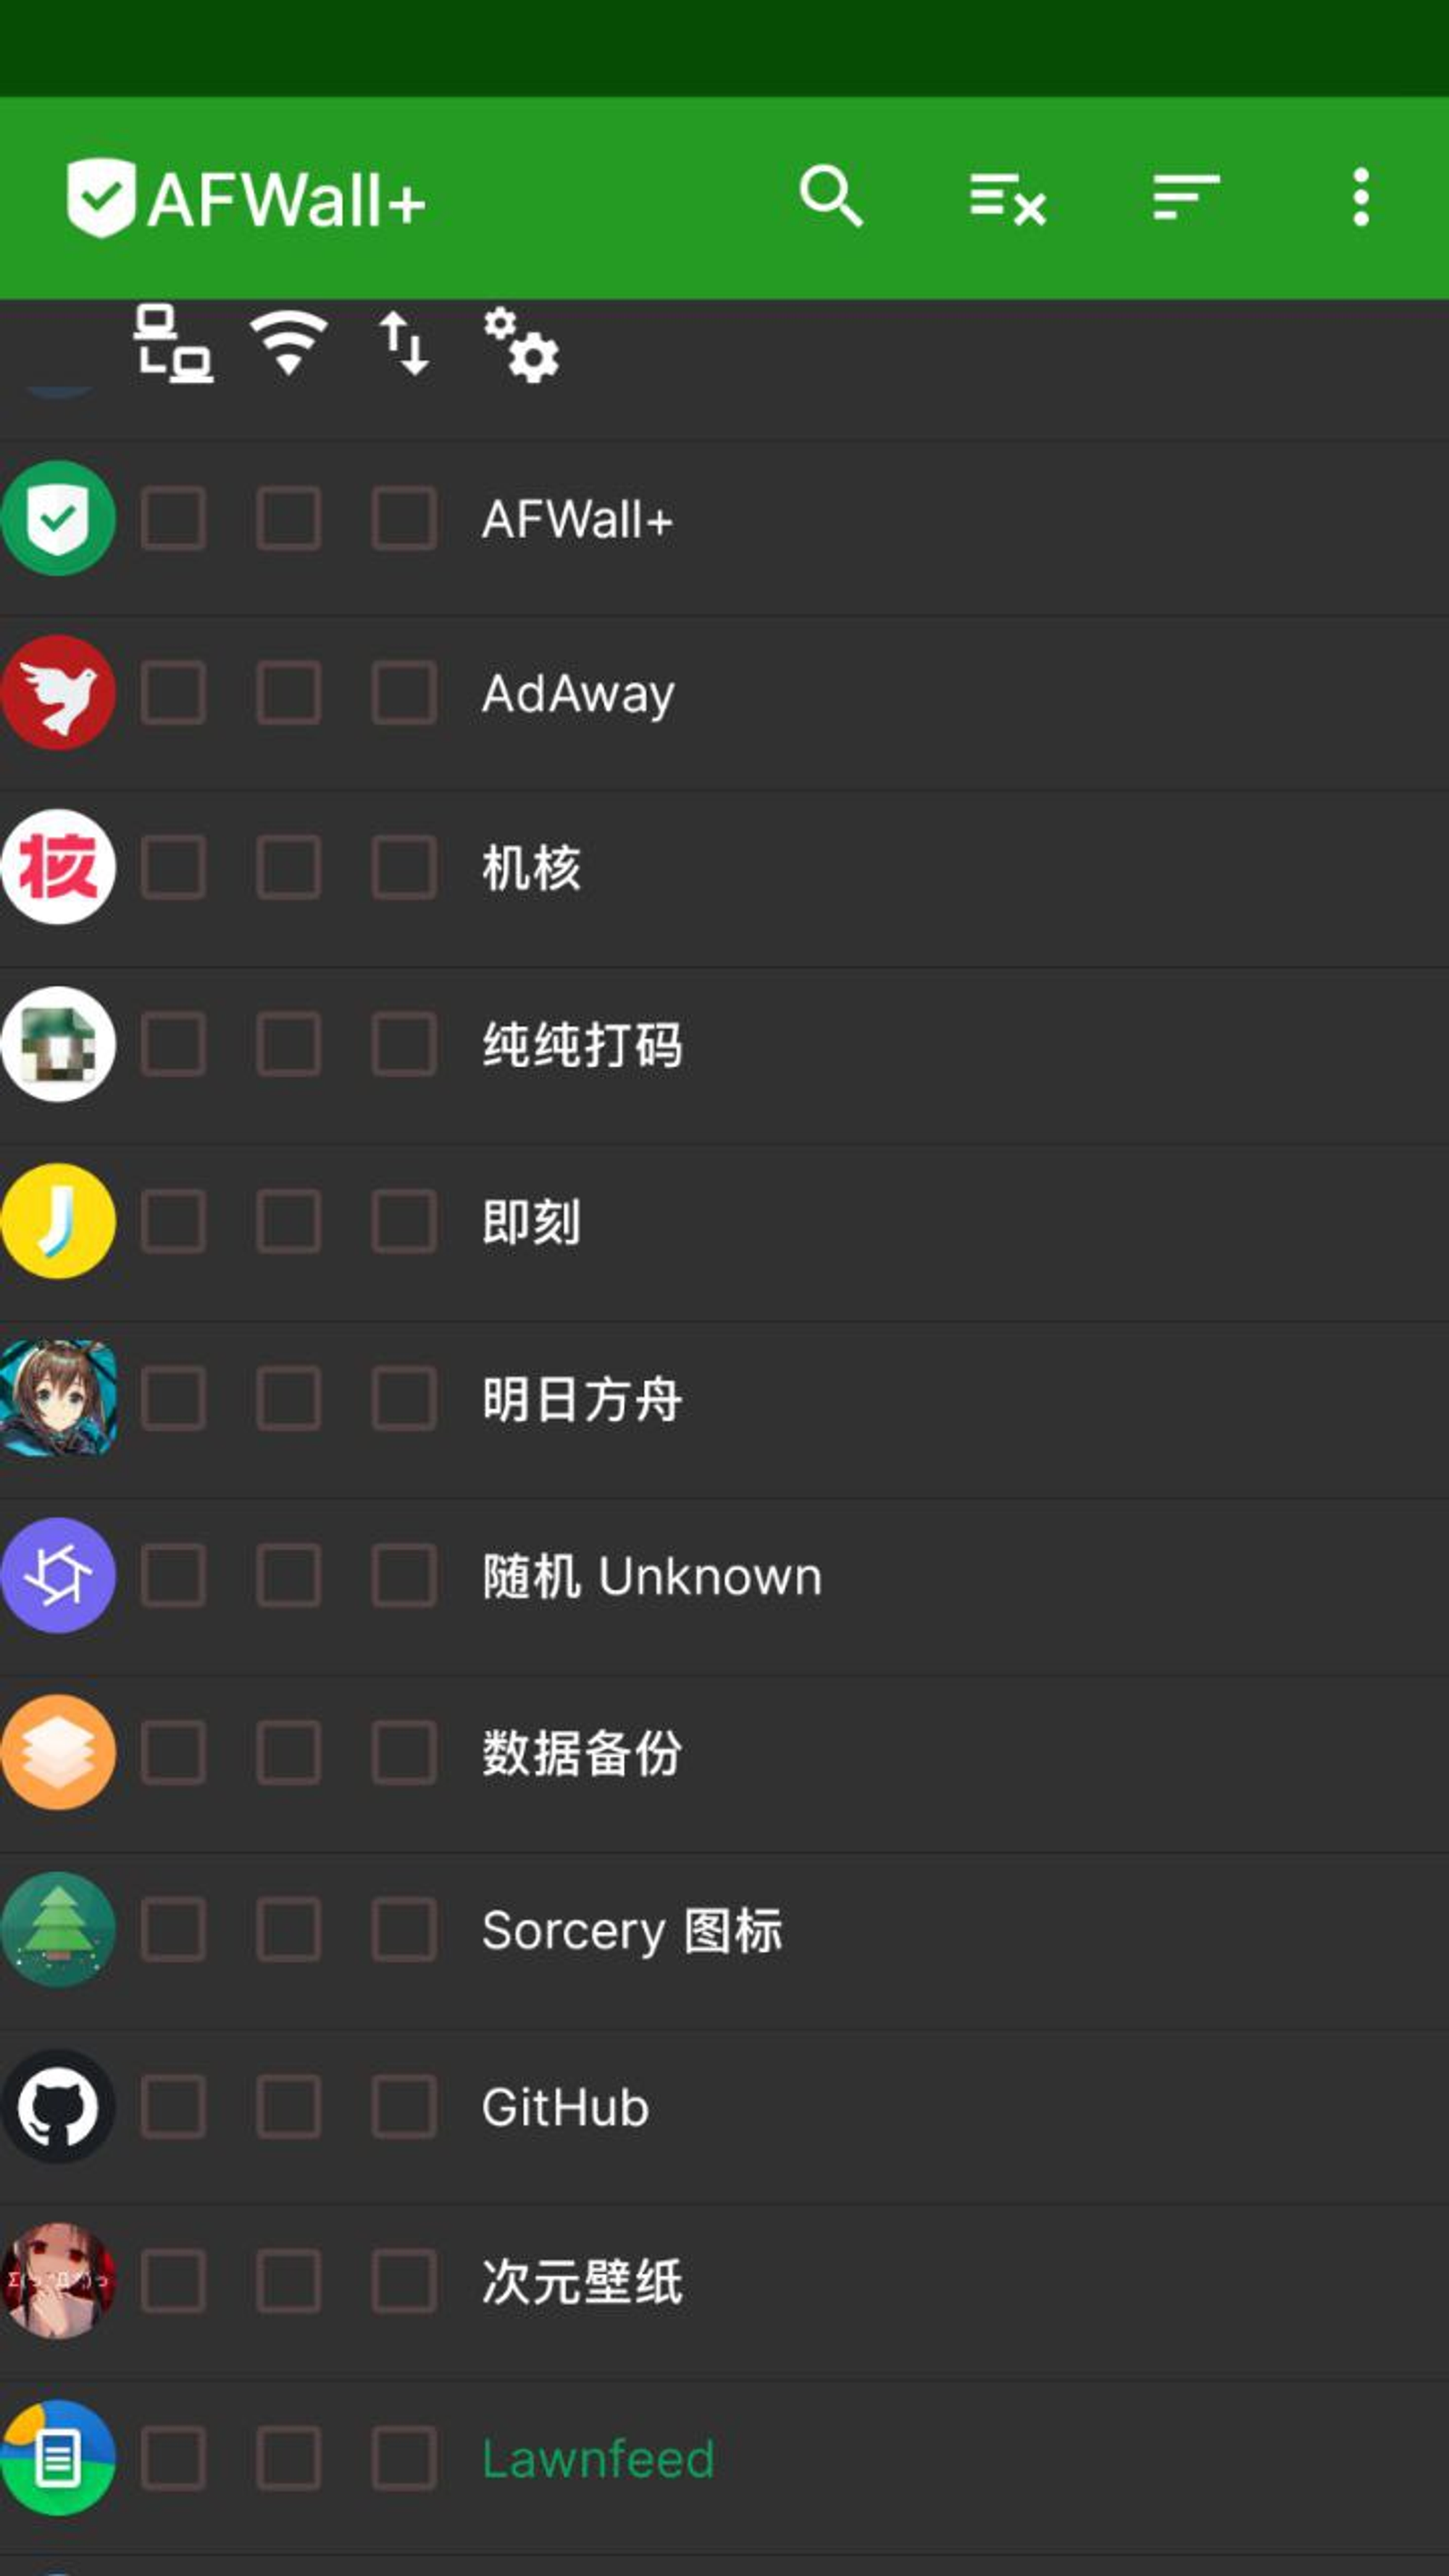 AFWall+
AFWall+
AdAway
核
机核
纯纯打码
即刻
明日方舟
随机 Unknown
数据备份
Sorcery 图标
GitHub
次元壁纸
Lawnfeed